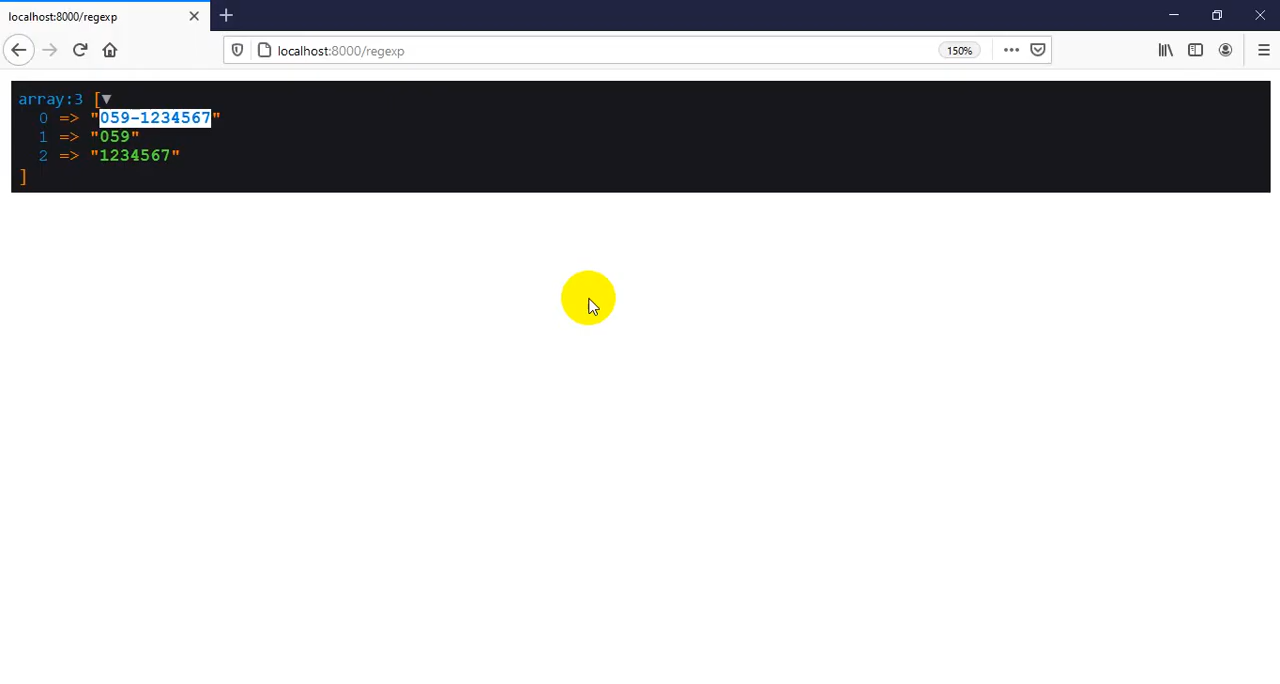 localhost:8000/regexp
localhost:8000/regexp
150%
array:3 [▼
0 => "059-1234567"
1 => "059"
2 => "1234567"
]